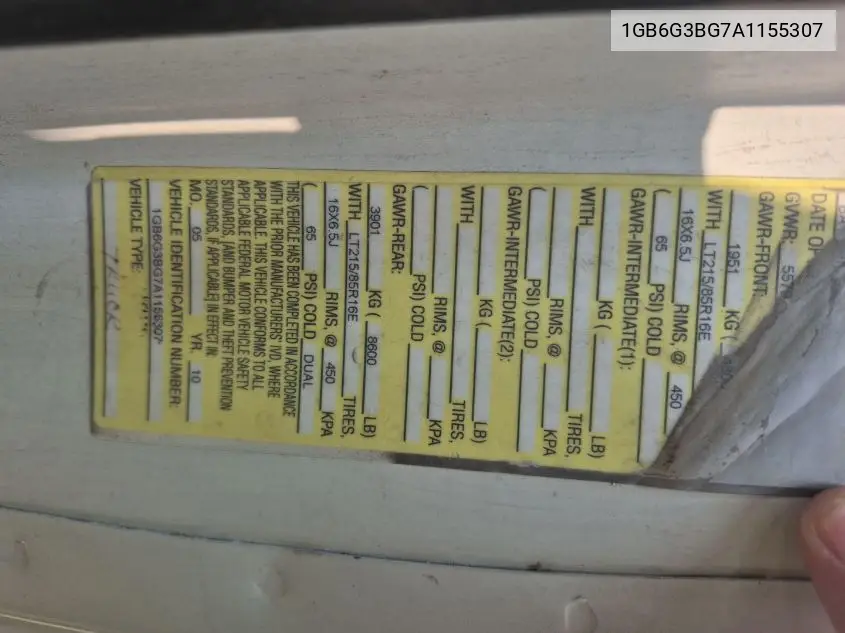 1GB6G3BG7A1155307
DATE OF
GVWR: 557
GAWR-FRONT:
1951 KG (
WITH LT215/85R16E
16X6.5J RIMS, @ 450
( 65 PSI) COLD
GAWR-INTERMEDIATE(1):
KG ( LB)
WITH TIRES,
RIMS, @ KPA
( PSI) COLD
GAWR-INTERMEDIATE(2):
KG ( LB)
WITH TIRES,
RIMS, @ KPA
( PSI) COLD
GAWR-REAR:
3901 KG ( 8600 LB)
WITH LT215/85R16E TIRES,
16X6.5J RIMS, @ 450 KPA
( 65 PSI) COLD DUAL
THIS VEHICLE HAS BEEN COMPLETED IN ACCORDANCE
WITH THE PRIOR MANUFACTURERS' IVD, WHERE
APPLICABLE. THIS VEHICLE CONFORMS TO ALL
APPLICABLE FEDERAL MOTOR VEHICLE SAFETY
STANDARDS, [AND BUMPER AND THEFT PREVENTION
STANDARDS, IF APPLICABLE] IN EFFECT IN:
MO. 05 YR. 10
VEHICLE IDENTIFICATION NUMBER:
1GB6G3BG7A1155307
VEHICLE TYPE:
TRUCK